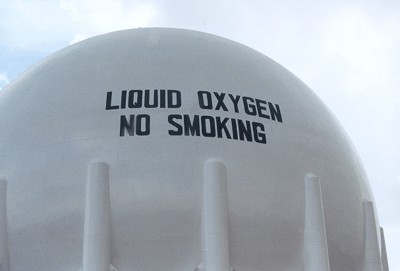 LIQUID OXYGEN
NO SMOKING